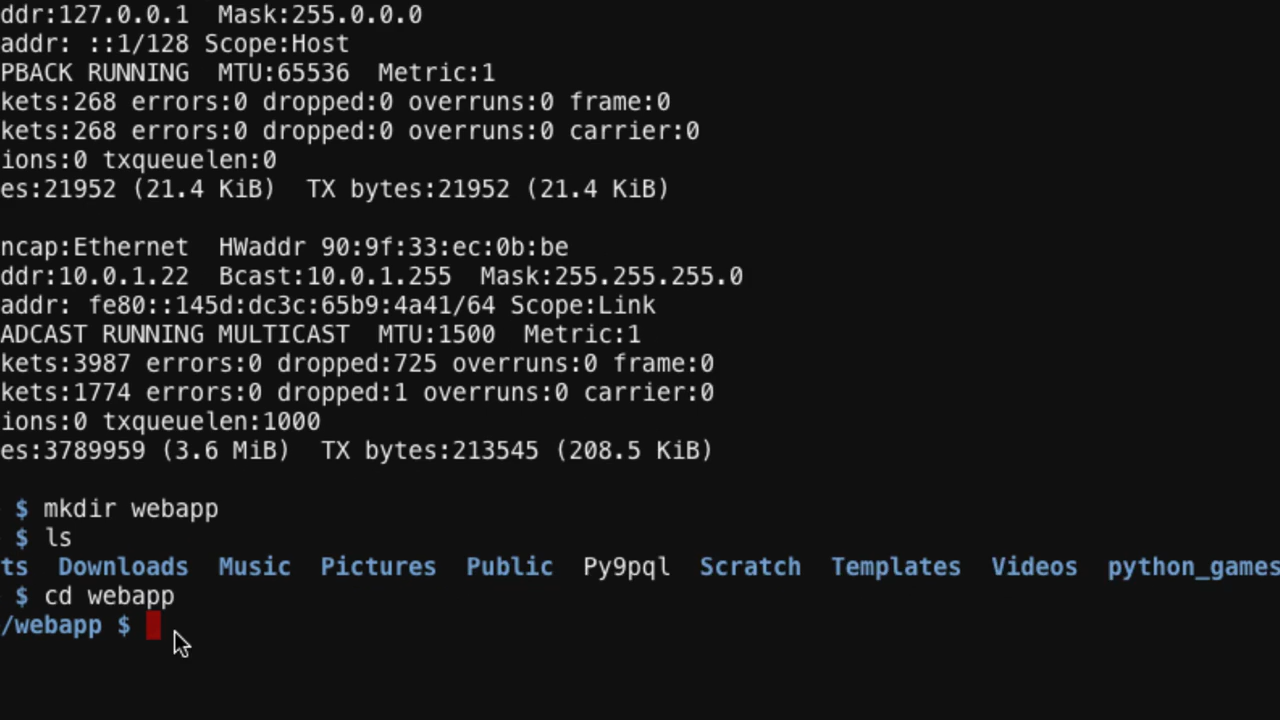 ddr:127.0.0.1  Mask:255.0.0.0
addr: ::1/128 Scope:Host
PBACK RUNNING  MTU:65536  Metric:1
kets:268 errors:0 dropped:0 overruns:0 frame:0
kets:268 errors:0 dropped:0 overruns:0 carrier:0
ions:0 txqueuelen:0
es:21952 (21.4 KiB)  TX bytes:21952 (21.4 KiB)
ncap:Ethernet  HWaddr 90:9f:33:ec:0b:be
ddr:10.0.1.22  Bcast:10.0.1.255  Mask:255.255.255.0
addr: fe80::145d:dc3c:65b9:4a41/64 Scope:Link
ADCAST RUNNING MULTICAST  MTU:1500  Metric:1
kets:3987 errors:0 dropped:725 overruns:0 frame:0
kets:1774 errors:0 dropped:1 overruns:0 carrier:0
ions:0 txqueuelen:1000
es:3789959 (3.6 MiB)  TX bytes:213545 (208.5 KiB)
$ mkdir webapp
$ ls
ts  Downloads  Music  Pictures  Public  Py9pql  Scratch  Templates  Videos  python_games
$ cd webapp
/webapp $